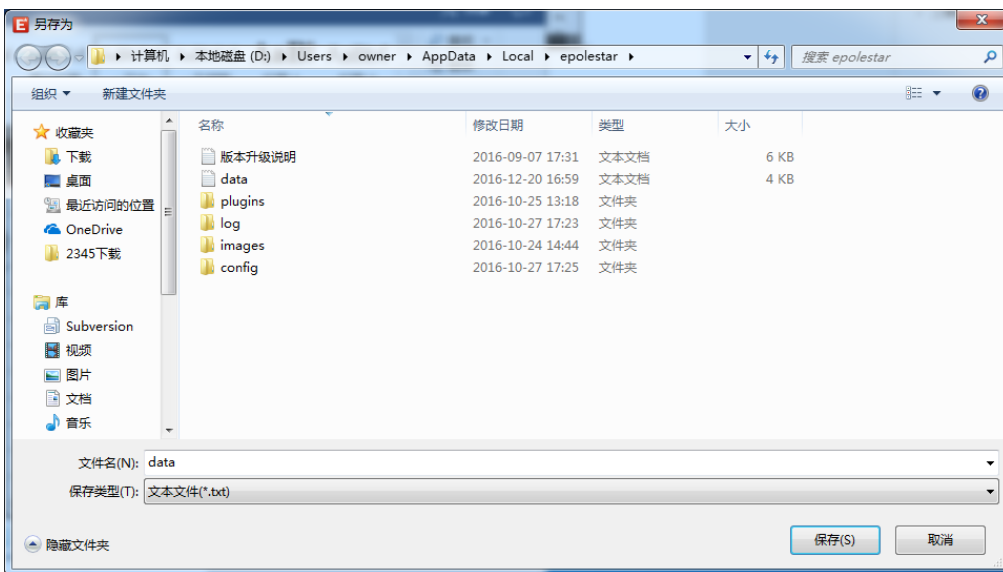 E 另存为
计算机 本地磁盘 (D:) Users owner AppData Local epolestar
搜索 epolestar
组织 新建文件夹
名称 修改日期 类型 大小
版本升级说明 2016-09-07 17:31 文本文档 6 KB
data 2016-12-20 16:59 文本文档 4 KB
plugins 2016-10-25 13:18 文件夹
log 2016-10-27 17:23 文件夹
images 2016-10-24 14:44 文件夹
config 2016-10-27 17:25 文件夹
收藏夹
下载
桌面
最近访问的位置
OneDrive
2345下载
库
Subversion
视频
图片
文档
音乐
文件名(N): data
保存类型(T): 文本文件(*.txt)
隐藏文件夹
保存(S) 取消